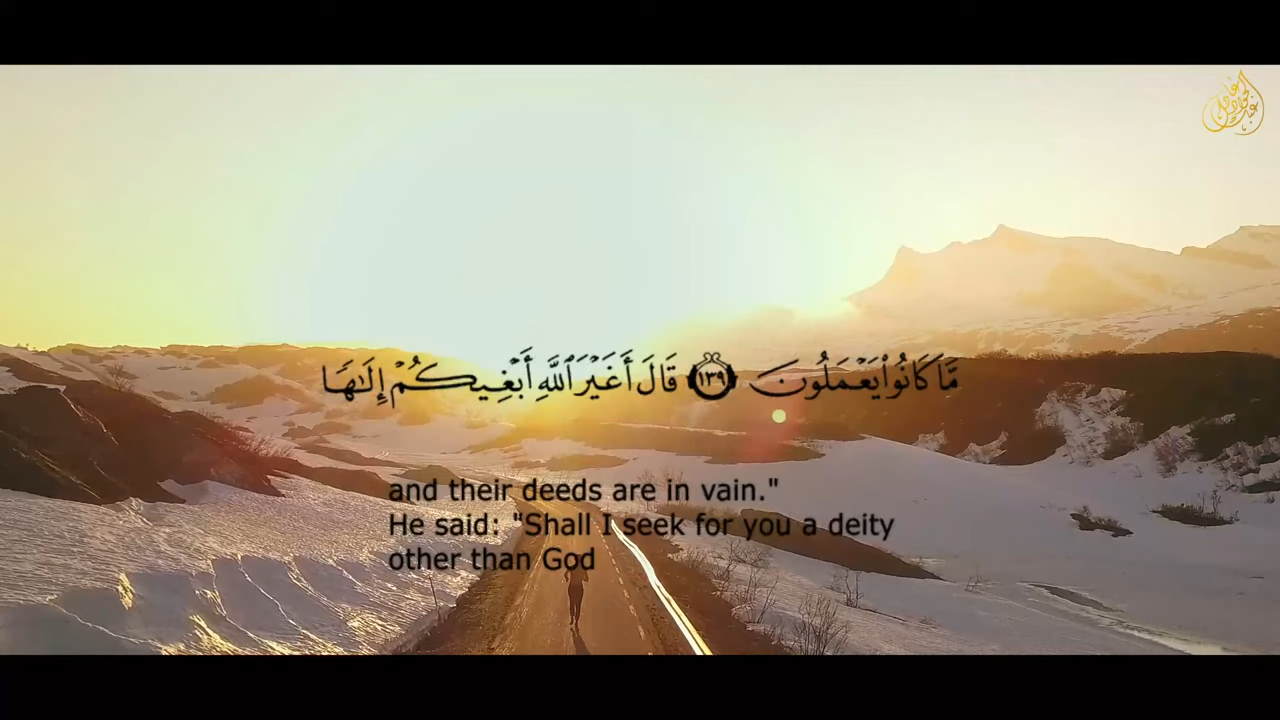 مَّا كَانُوا۟ يَعْمَلُونَ ۝١٣٩ قَالَ أَغَيْرَ ٱللَّهِ أَبْغِيكُمْ إِلَـٰهًا
and their deeds are in vain."
He said: "Shall I seek for you a deity
other than God